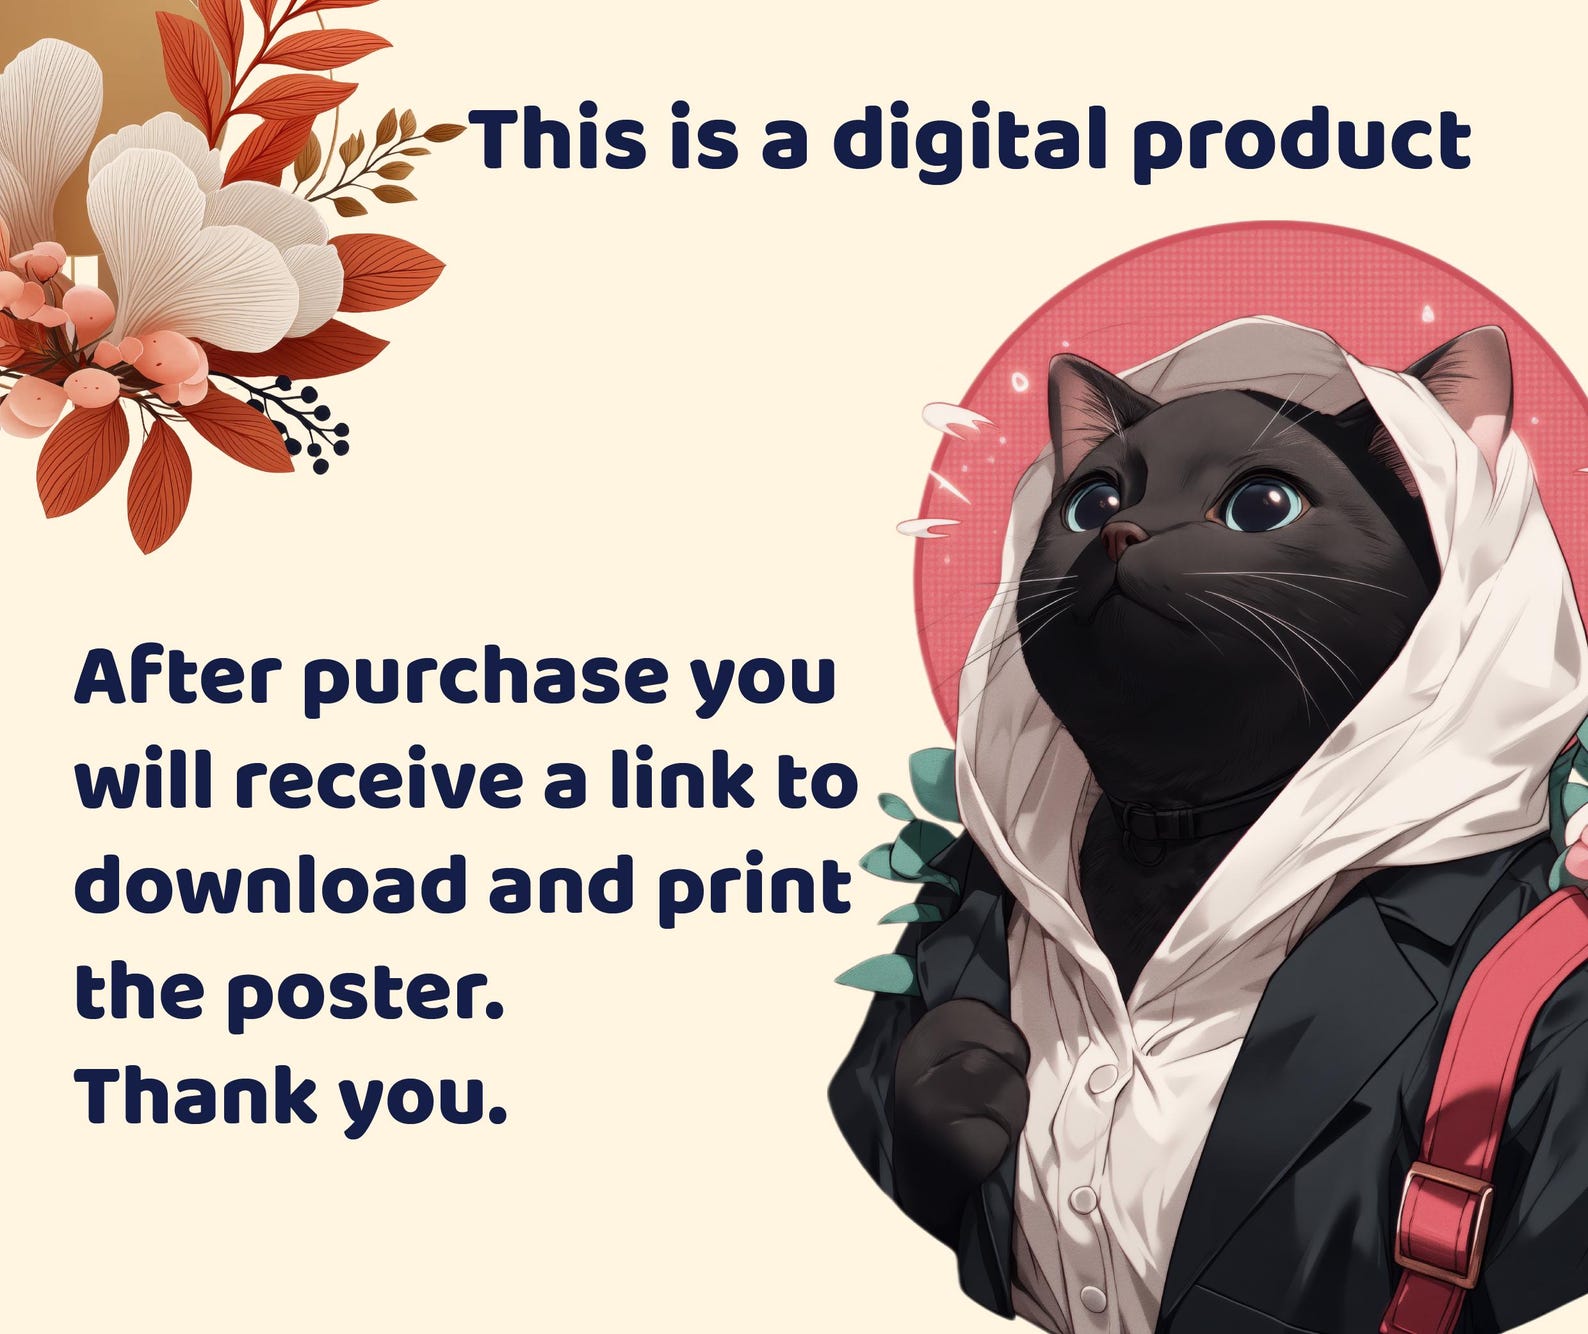 This is a digital product
After purchase you
will receive a link to
download and print
the poster.
Thank you.